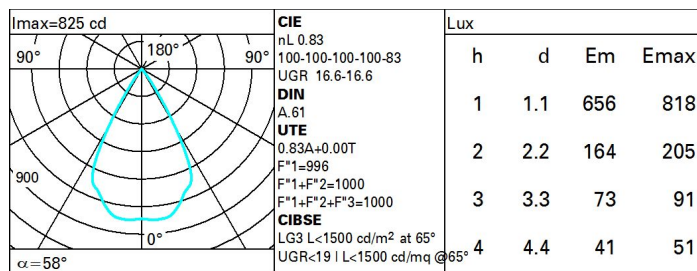 Imax=825 cd
90° 180° 90°
900
0°
α=58°
CIE
nL 0.83
100-100-100-100-83
UGR 16.6-16.6
DIN
A.61
UTE
0.83A+0.00T
F"1=996
F"1+F"2=1000
F"1+F"2+F"3=1000
CIBSE
LG3 L<1500 cd/m² at 65°
UGR<19 | L<1500 cd/mq @65°
Lux
h d Em Emax
1 1.1 656 818
2 2.2 164 205
3 3.3 73 91
4 4.4 41 51